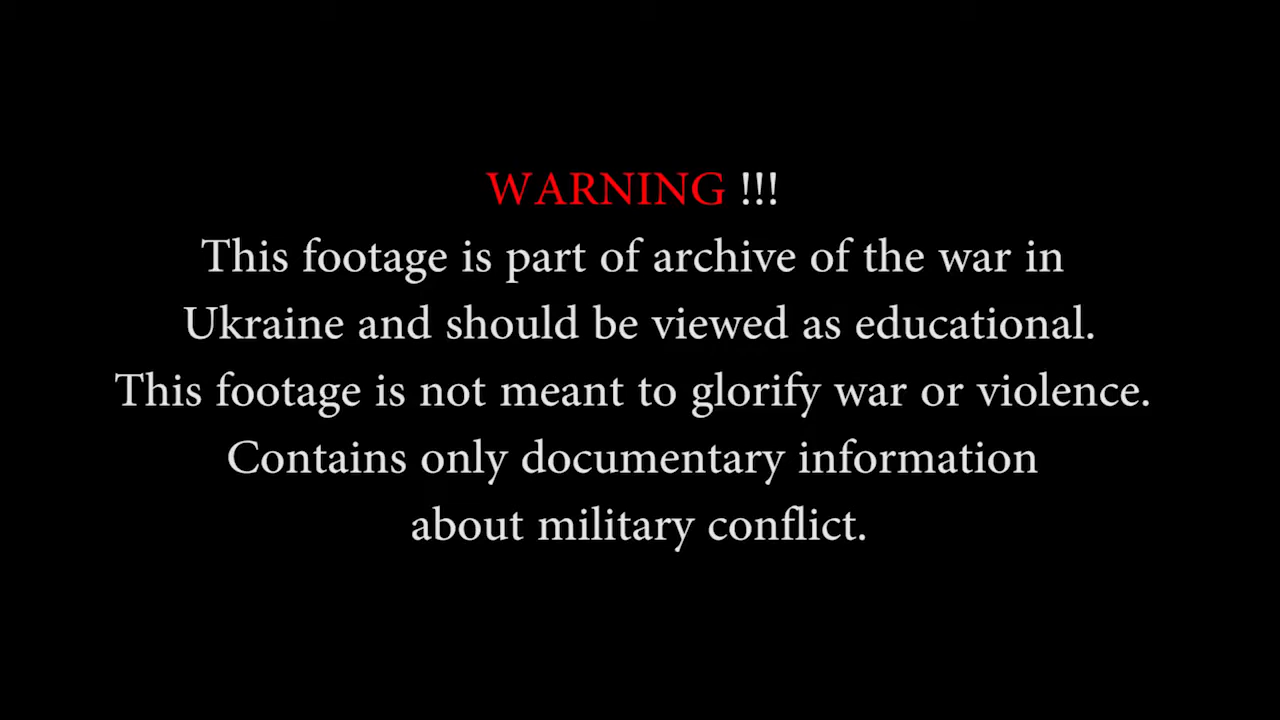 WARNING !!!
This footage is part of archive of the war in
Ukraine and should be viewed as educational.
This footage is not meant to glorify war or violence.
Contains only documentary information
about military conflict.